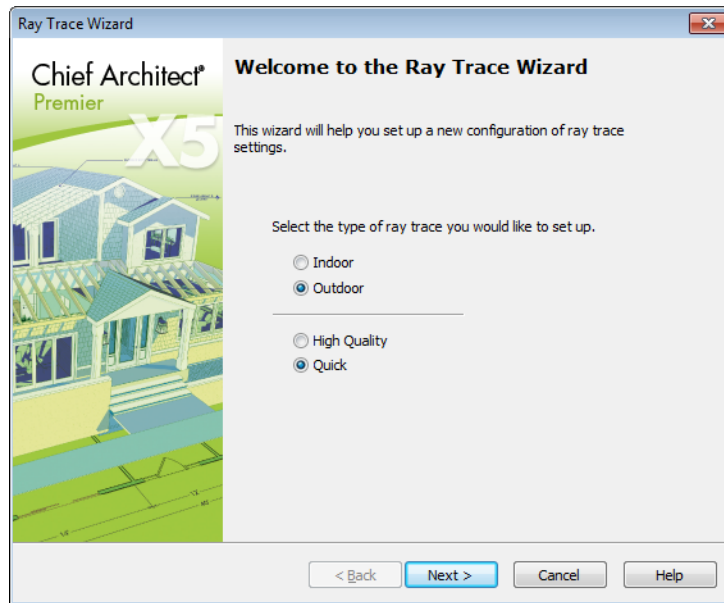 Ray Trace Wizard
Chief Architect®
Premier
X5
Welcome to the Ray Trace Wizard
This wizard will help you set up a new configuration of ray trace
settings.
Select the type of ray trace you would like to set up.
Indoor
Outdoor
High Quality
Quick
< Back
Next >
Cancel
Help